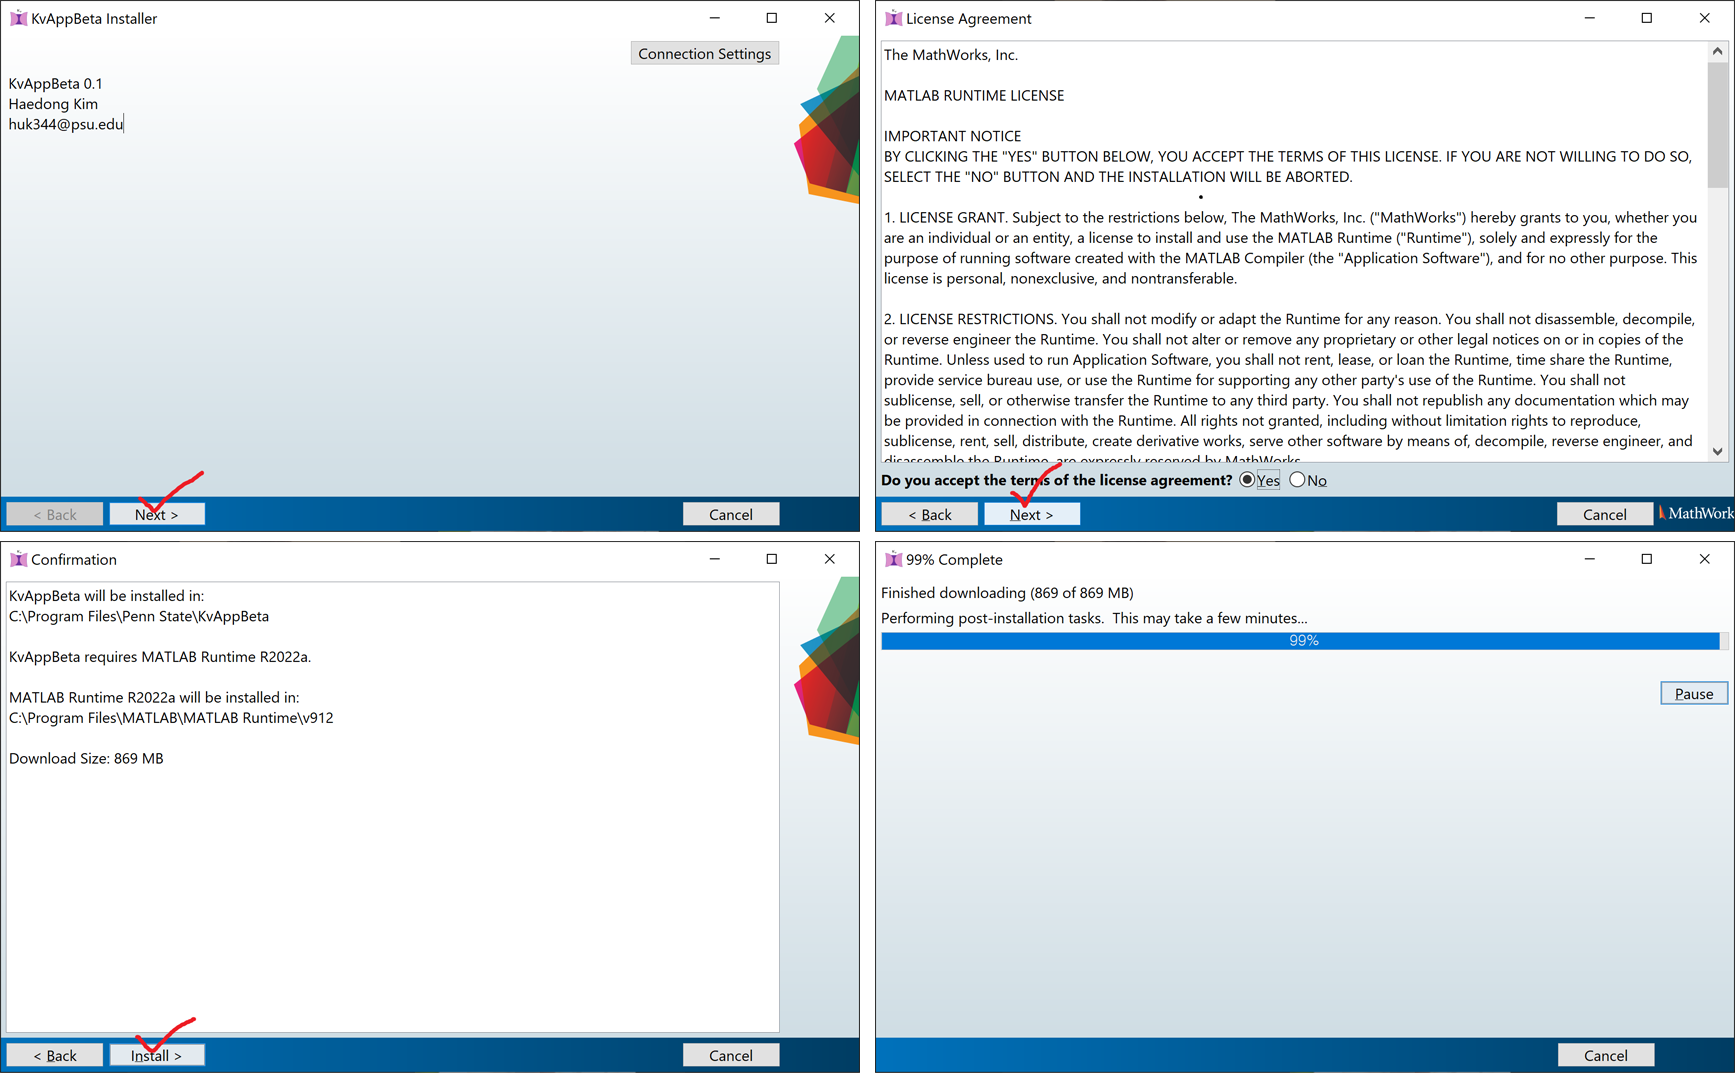 KvAppBeta Installer
Connection Settings
KvAppBeta 0.1
Haedong Kim
huk344@psu.edu
< Back
Next >
Cancel
License Agreement
The MathWorks, Inc.
MATLAB RUNTIME LICENSE
IMPORTANT NOTICE
BY CLICKING THE "YES" BUTTON BELOW, YOU ACCEPT THE TERMS OF THIS LICENSE. IF YOU ARE NOT WILLING TO DO SO,
SELECT THE "NO" BUTTON AND THE INSTALLATION WILL BE ABORTED.
1. LICENSE GRANT. Subject to the restrictions below, The MathWorks, Inc. ("MathWorks") hereby grants to you, whether you
are an individual or an entity, a license to install and use the MATLAB Runtime ("Runtime"), solely and expressly for the
purpose of running software created with the MATLAB Compiler (the "Application Software"), and for no other purpose. This
license is personal, nonexclusive, and nontransferable.
2. LICENSE RESTRICTIONS. You shall not modify or adapt the Runtime for any reason. You shall not disassemble, decompile,
or reverse engineer the Runtime. You shall not alter or remove any proprietary or other legal notices on or in copies of the
Runtime. Unless used to run Application Software, you shall not rent, lease, or loan the Runtime, time share the Runtime,
provide service bureau use, or use the Runtime for supporting any other party's use of the Runtime. You shall not
sublicense, sell, or otherwise transfer the Runtime to any third party. You shall not republish any documentation which may
be provided in connection with the Runtime. All rights not granted, including without limitation rights to reproduce,
sublicense, rent, sell, distribute, create derivative works, serve other software by means of, decompile, reverse engineer, and
disassemble the Runtime, are expressly reserved by MathWorks.
Do you accept the terms of the license agreement? Yes No
< Back
Next >
Cancel
MathWork
Confirmation
KvAppBeta will be installed in:
C:\Program Files\Penn State\KvAppBeta
KvAppBeta requires MATLAB Runtime R2022a.
MATLAB Runtime R2022a will be installed in:
C:\Program Files\MATLAB\MATLAB Runtime\v912
Download Size: 869 MB
< Back
Install >
Cancel
99% Complete
Finished downloading (869 of 869 MB)
Performing post-installation tasks.  This may take a few minutes...
99%
Pause
Cancel